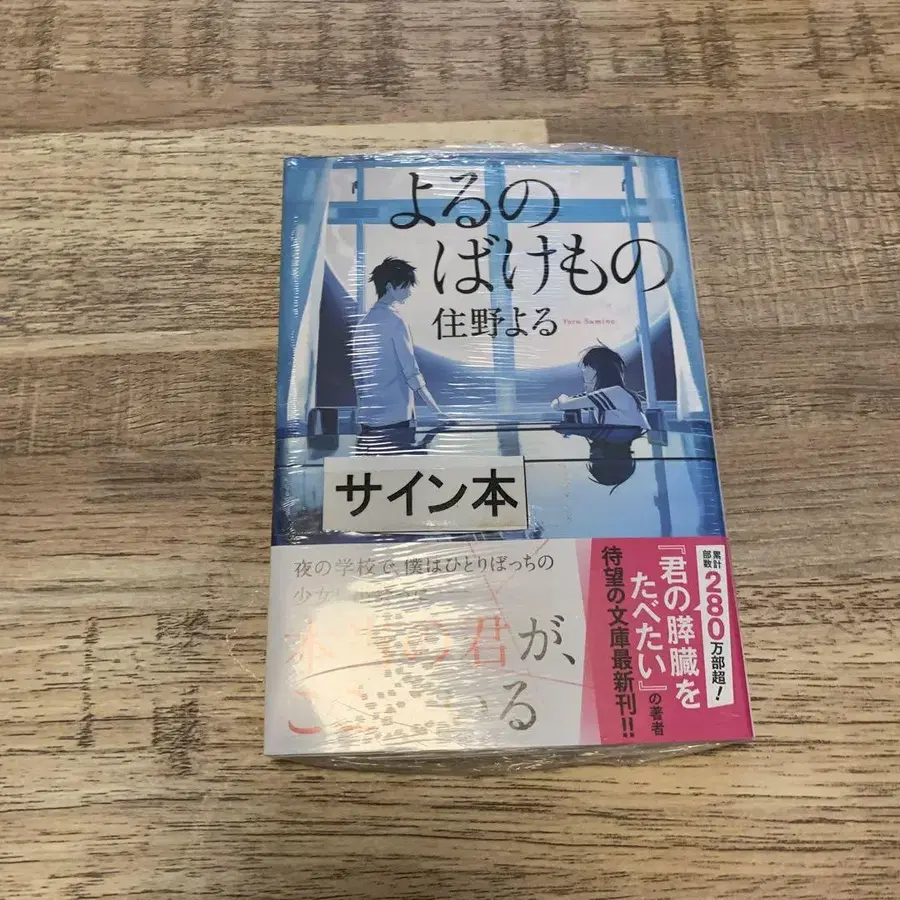 よるの
ばけもの
住野よる
Yoru Sumino
サイン本
夜の学校で、僕はひとりぼっちの
少女
君が、
る
累計
部数
280万部超!
『君の膵臓を
たべたい』の著者
待望の文庫最新刊!!